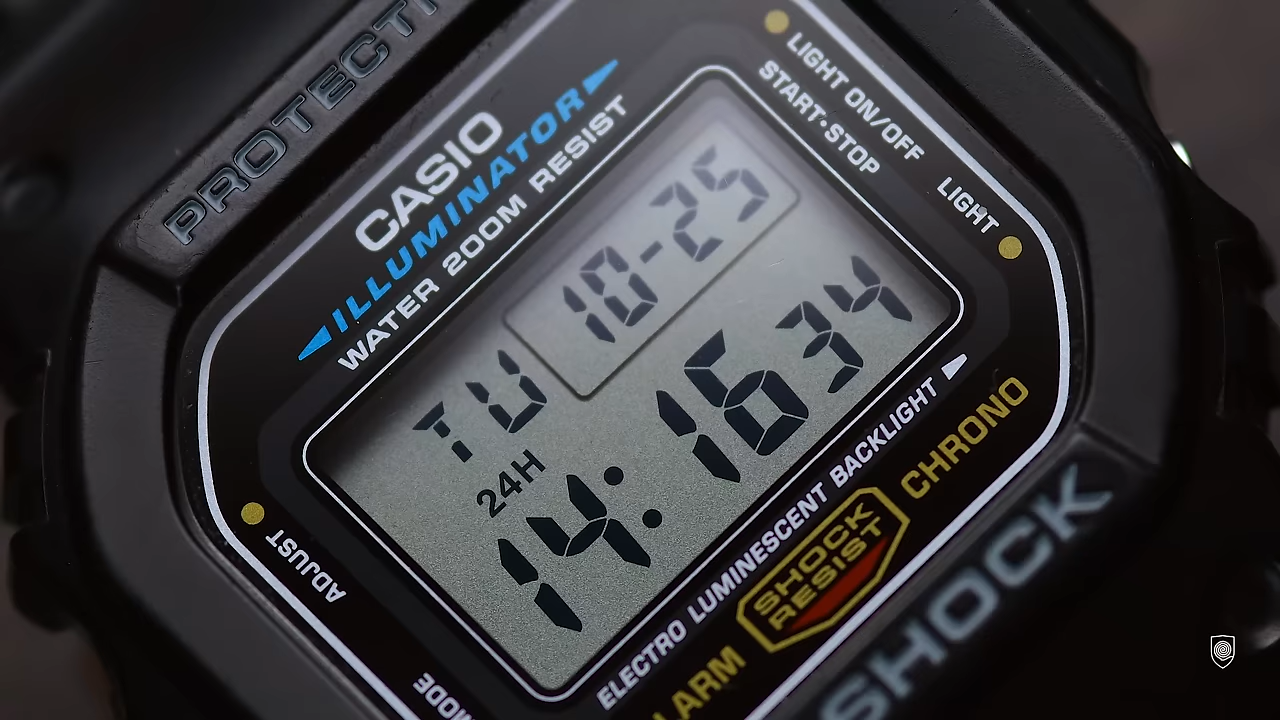 PROTECTI
CASIO
ILLUMINATOR
WATER 200M RESIST
LIGHT ON/OFF
START•STOP
LIGHT
ADJUST
MODE
10-25
TU
24H
14:16 34
ELECTRO LUMINESCENT BACKLIGHT
ALARM
SHOCK
RESIST
CHRONO
SHOCK